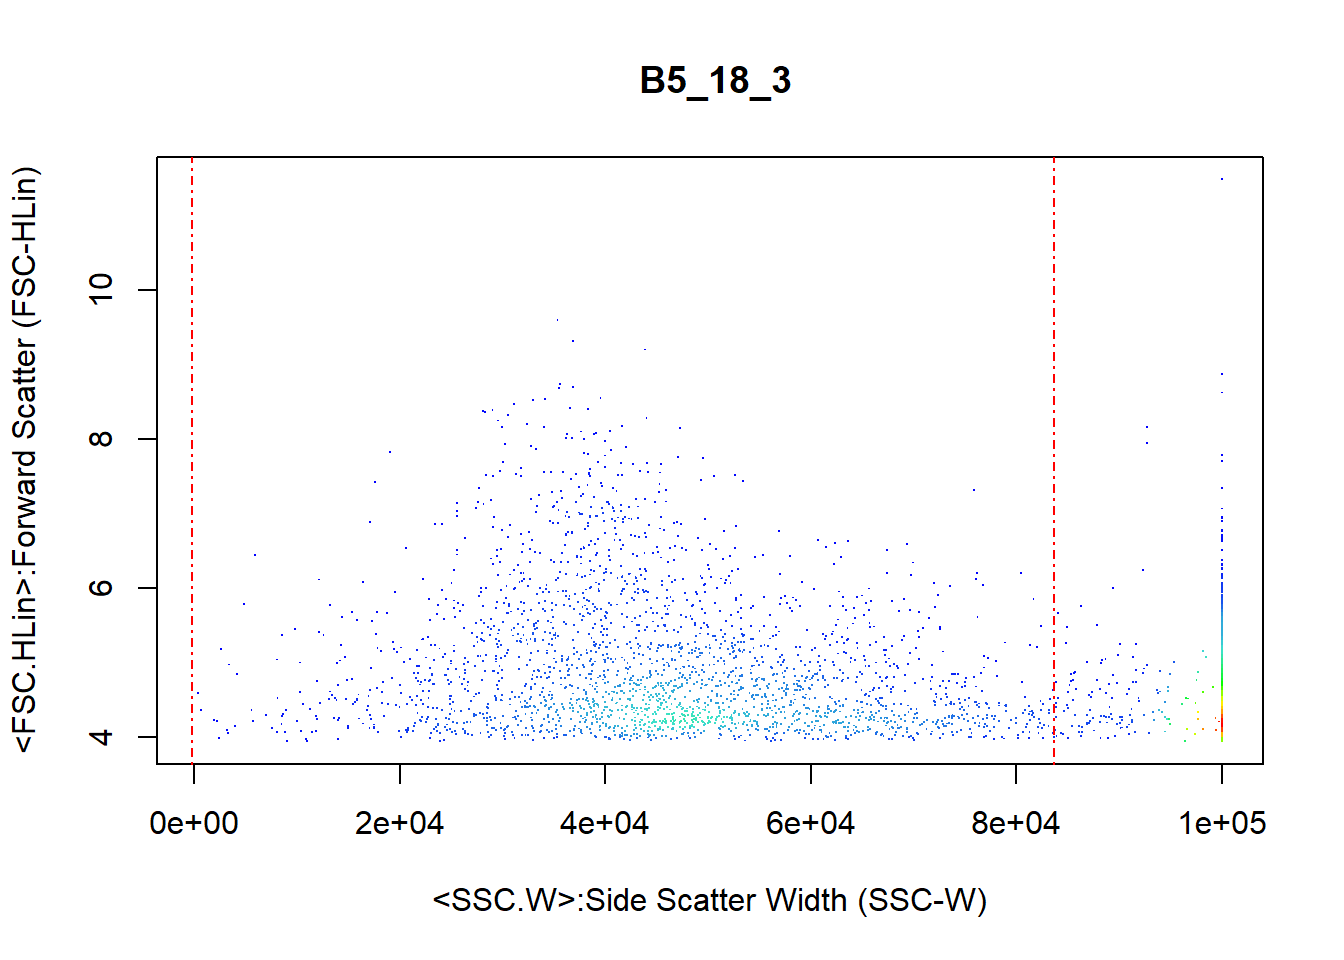 B5_18_3
<FSC.HLin>:Forward Scatter (FSC-HLin)
10
8
6
4
0e+00 2e+04 4e+04 6e+04 8e+04 1e+05
<SSC.W>:Side Scatter Width (SSC-W)